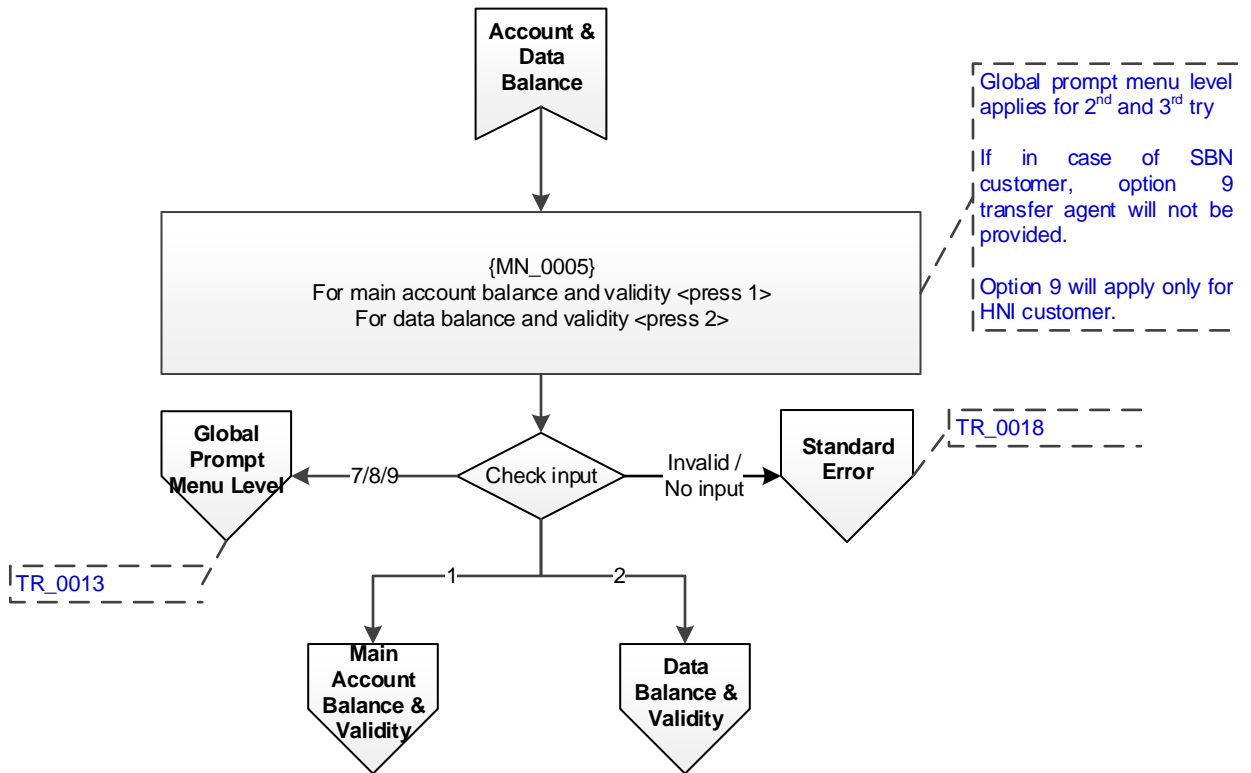 Account &
Data
Balance
Global prompt menu level
applies for 2nd and 3rd try
If in case of SBN
customer, option 9
transfer agent will not be
provided.
Option 9 will apply only for
HNI customer.
{MN_0005}
For main account balance and validity <press 1>
For data balance and validity <press 2>
Global
Prompt
Menu Level
7/8/9
Check input
Invalid /
No input
Standard
Error
TR_0018
TR_0013
1
2
Main
Account
Balance &
Validity
Data
Balance &
Validity